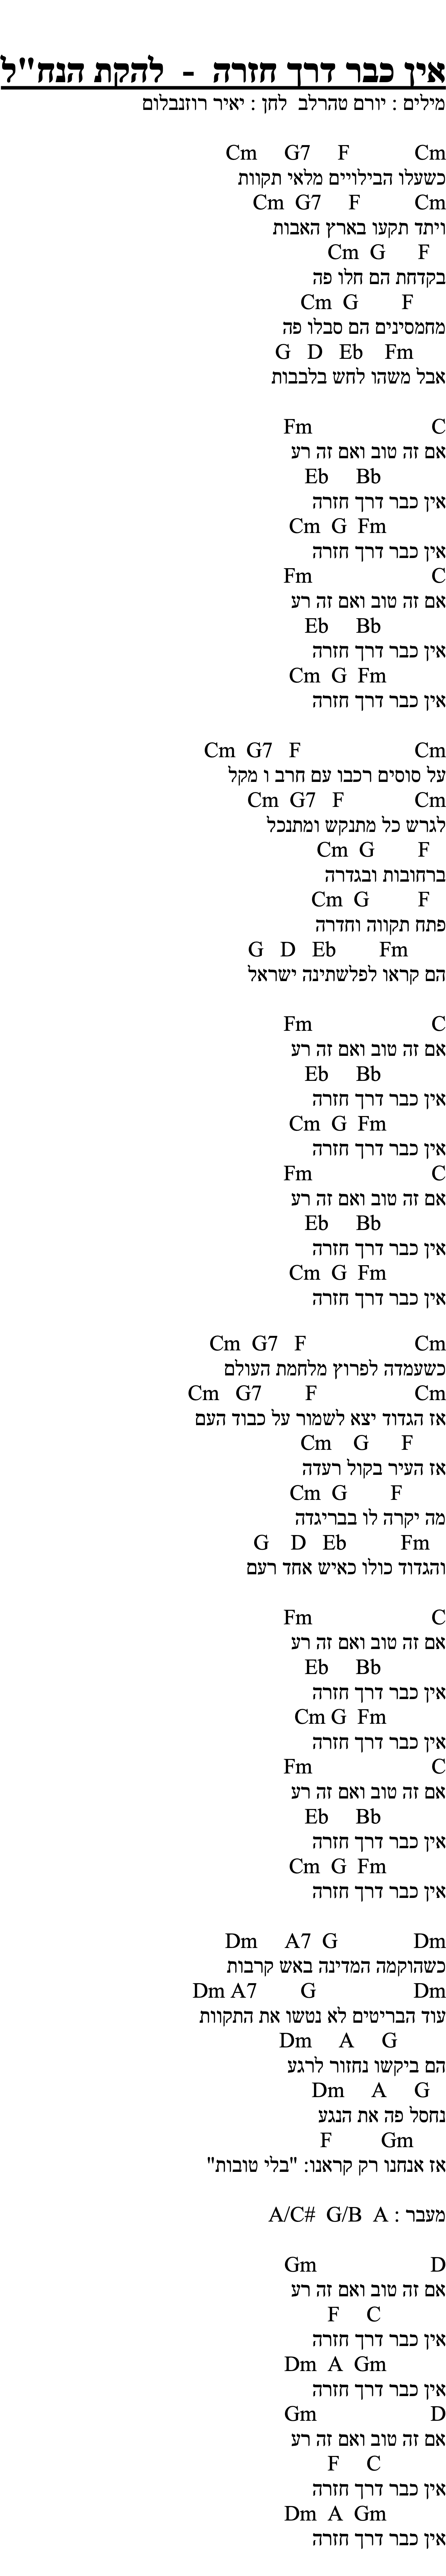 אין כבר דרך חזרה - להקת הנח"ל
מילים : יורם טהרלב לחן : יאיר רוזנבלום
Cm G7 F Cm
כשעלו הבילויים מלאי תקוות
Cm G7 F Cm
ויתד תקעו בארץ האבות
Cm G F
בקדחת הם חלו פה
Cm G F
מחמסינים הם סבלו פה
G D Eb Fm
אבל משהו לחש בלבבות
Fm C
אם זה טוב ואם זה רע
Eb Bb
אין כבר דרך חזרה
Cm G Fm
אין כבר דרך חזרה
Fm C
אם זה טוב ואם זה רע
Eb Bb
אין כבר דרך חזרה
Cm G Fm
אין כבר דרך חזרה
Cm G7 F Cm
על סוסים רכבו עם חרב ו מקל
Cm G7 F Cm
לגרש כל מתנקש ומתנכל
Cm G F
ברחובות ובגדרה
Cm G F
פתח תקווה וחדרה
G D Eb Fm
הם קראו לפלשתינה ישראל
Fm C
אם זה טוב ואם זה רע
Eb Bb
אין כבר דרך חזרה
Cm G Fm
אין כבר דרך חזרה
Fm C
אם זה טוב ואם זה רע
Eb Bb
אין כבר דרך חזרה
Cm G Fm
אין כבר דרך חזרה
Cm G7 F Cm
כשעמדה לפרוץ מלחמת העולם
Cm G7 F Cm
אז הגדוד יצא לשמור על כבוד העם
Cm G F
אז העיר בקול רעדה
Cm G F
מה יקרה לו בבריגדה
G D Eb Fm
והגדוד כולו כאיש אחד רעם
Fm C
אם זה טוב ואם זה רע
Eb Bb
אין כבר דרך חזרה
Cm G Fm
אין כבר דרך חזרה
Fm C
אם זה טוב ואם זה רע
Eb Bb
אין כבר דרך חזרה
Cm G Fm
אין כבר דרך חזרה
Dm A7 G Dm
כשהוקמה המדינה באש קרבות
Dm A7 G Dm
עוד הבריטים לא נטשו את התקוות
Dm A G
הם ביקשו נחזור לרגע
Dm A G
נחסל פה את הנגע
F Gm
אז אנחנו רק קראנו: "בלי טובות"
מעבר : A/C# G/B A
Gm D
אם זה טוב ואם זה רע
F C
אין כבר דרך חזרה
Dm A Gm
אין כבר דרך חזרה
Gm D
אם זה טוב ואם זה רע
F C
אין כבר דרך חזרה
Dm A Gm
אין כבר דרך חזרה